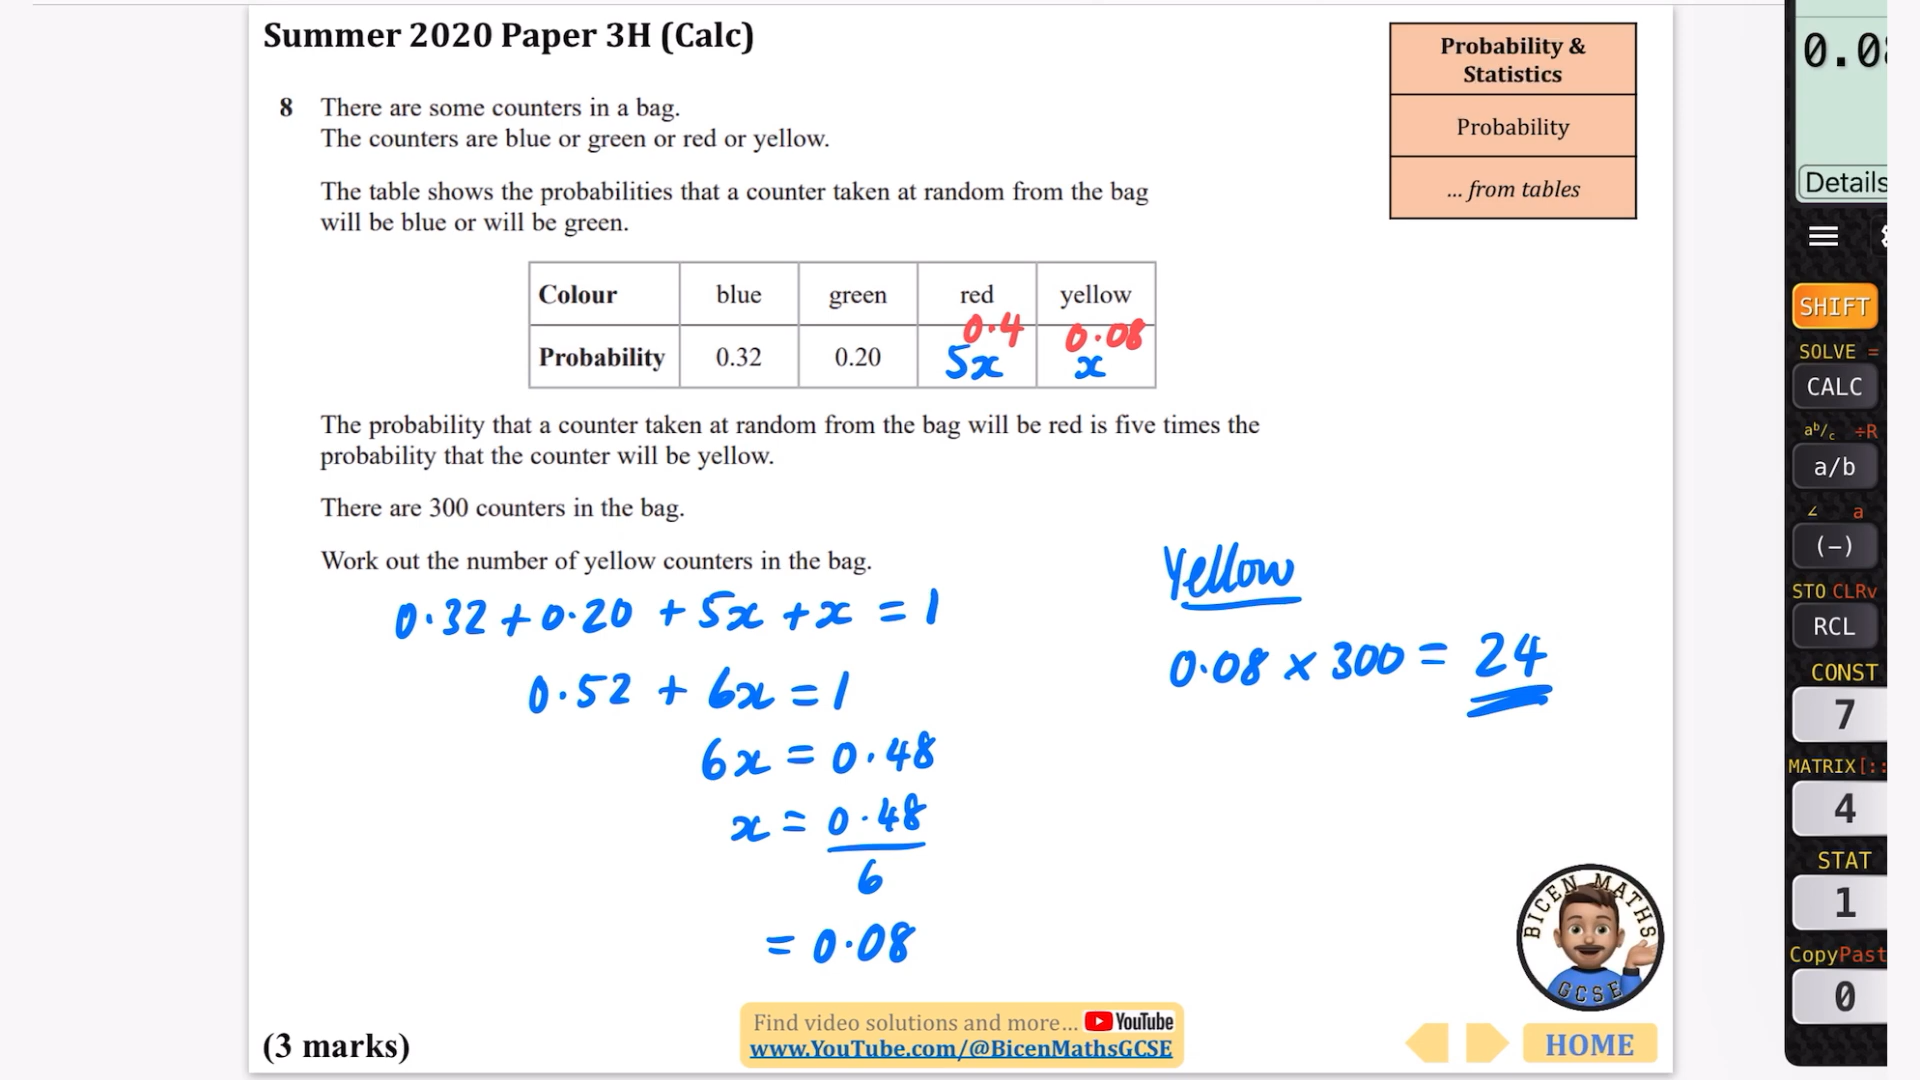 Summer 2020 Paper 3H (Calc)
Probability &
Statistics
Probability
... from tables
8 There are some counters in a bag.
The counters are blue or green or red or yellow.
The table shows the probabilities that a counter taken at random from the bag
will be blue or will be green.
Colour blue green red yellow
0.4 0.08
Probability 0.32 0.20 5x x
The probability that a counter taken at random from the bag will be red is five times the
probability that the counter will be yellow.
There are 300 counters in the bag.
Work out the number of yellow counters in the bag.
0.32 + 0.20 + 5x + x = 1
0.52 + 6x = 1
6x = 0.48
x = 0.48
6
= 0.08
Yellow
0.08 × 300 = 24
(3 marks)
Find video solutions and more... YouTube
www.YouTube.com/@BicenMathsGCSE
BICEN MATHS
GCSE
HOME
0.0
Details
SHIFT
SOLVE =
CALC
ab/c ÷R
a/b
∠ a
(−)
STO CLRv
RCL
CONST
7
MATRIX[::
4
STAT
1
CopyPast
0